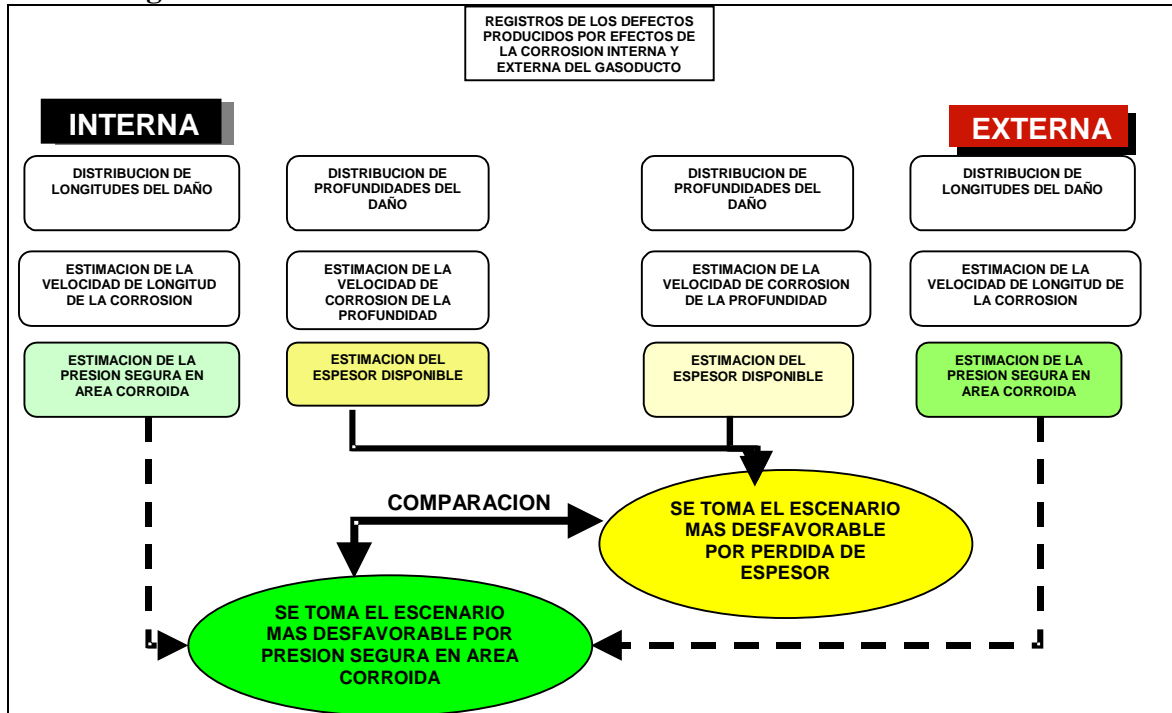 REGISTROS DE LOS DEFECTOS
PRODUCIDOS POR EFECTOS DE
LA CORROSION INTERNA Y
EXTERNA DEL GASODUCTO
INTERNA
EXTERNA
DISTRIBUCION DE
LONGITUDES DEL DAÑO
DISTRIBUCION DE
PROFUNDIDADES DEL
DAÑO
DISTRIBUCION DE
PROFUNDIDADES DEL
DAÑO
DISTRIBUCION DE
LONGITUDES DEL DAÑO
ESTIMACION DE LA
VELOCIDAD DE LONGITUD
DE LA CORROSION
ESTIMACION DE LA
VELOCIDAD DE
CORROSION DE LA
PROFUNDIDAD
ESTIMACION DE LA
VELOCIDAD DE CORROSION
DE LA PROFUNDIDAD
ESTIMACION DE LA
VELOCIDAD DE LONGITUD DE
LA CORROSION
ESTIMACION DE LA
PRESION SEGURA EN
AREA CORROIDA
ESTIMACION DEL
ESPESOR DISPONIBLE
ESTIMACION DEL
ESPESOR DISPONIBLE
ESTIMACION DE LA
PRESION SEGURA EN
AREA CORROIDA
COMPARACION
SE TOMA EL ESCENARIO
MAS DESFAVORABLE
POR PERDIDA DE
ESPESOR
SE TOMA EL ESCENARIO
MAS DESFAVORABLE POR
PRESION SEGURA EN AREA
CORROIDA